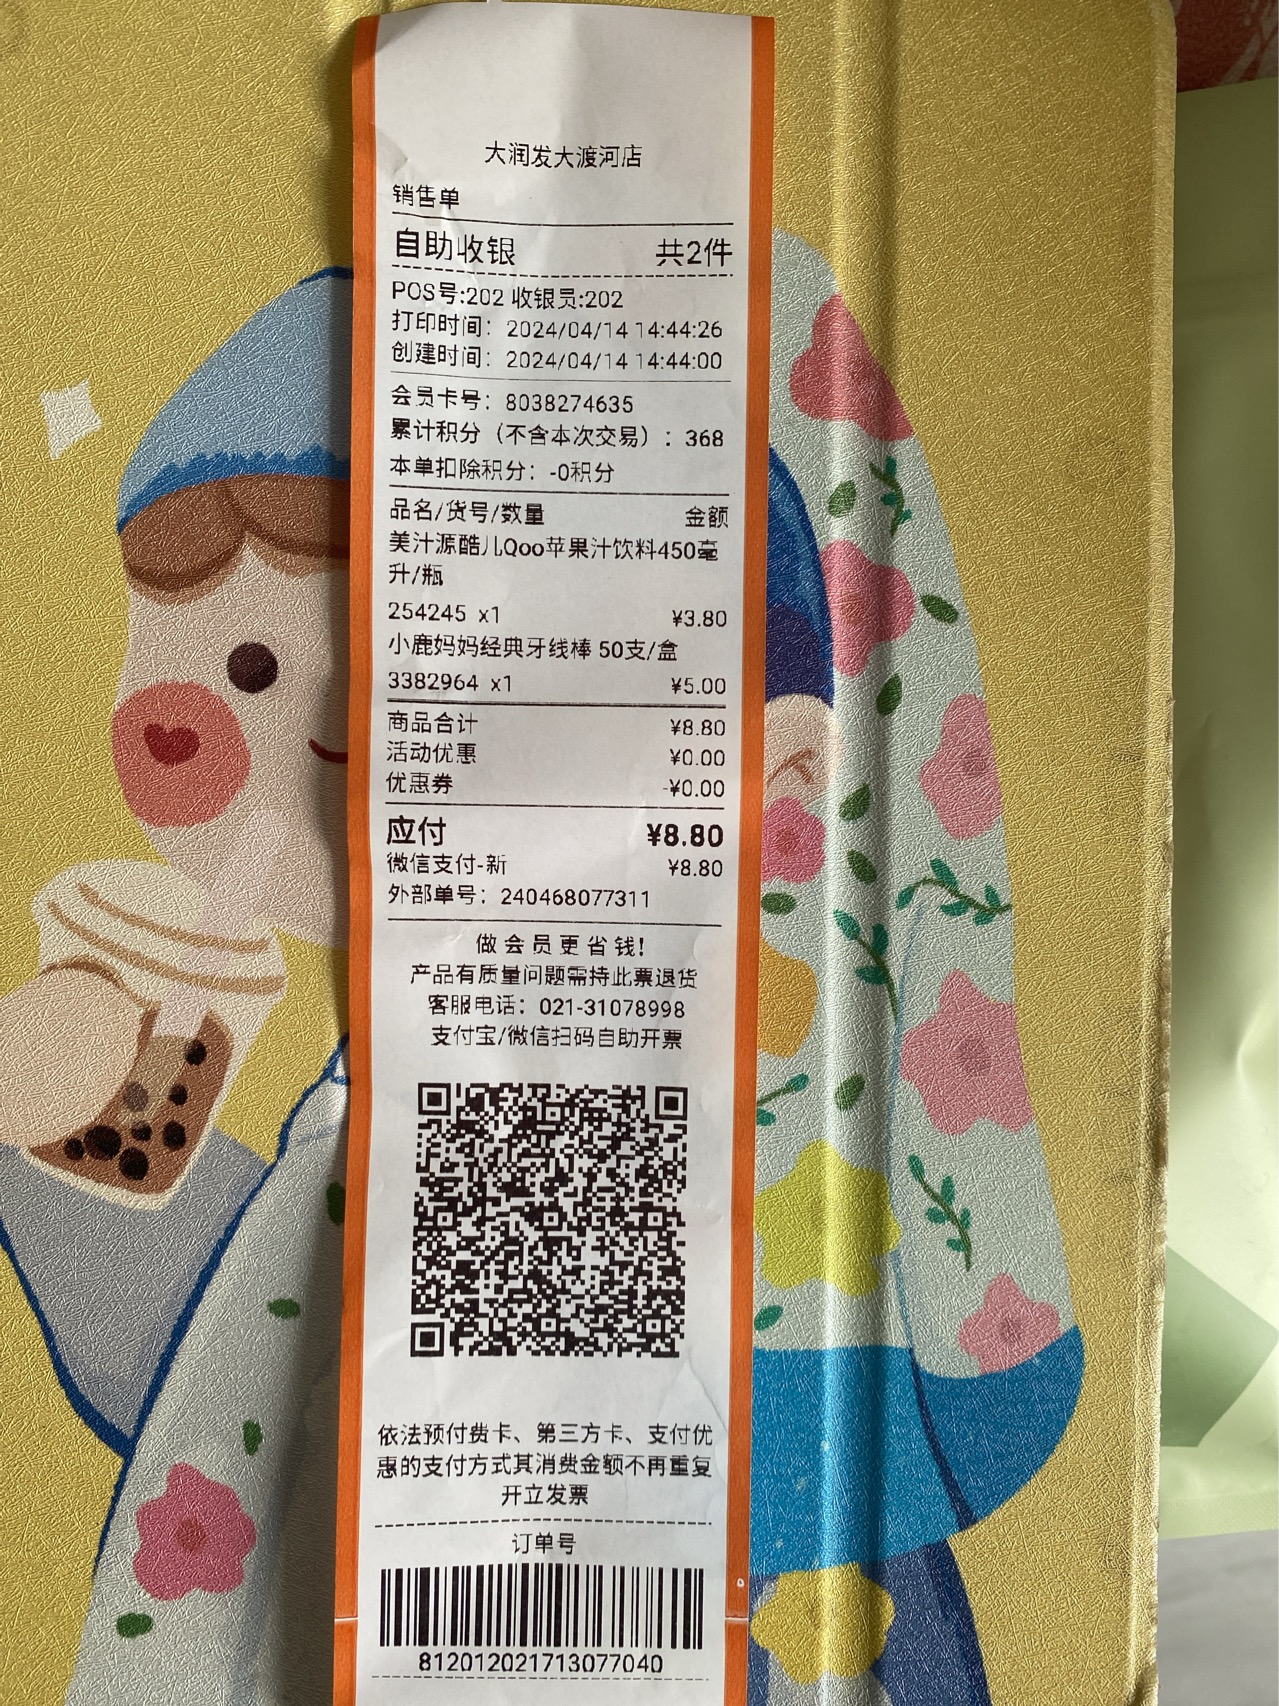 大润发大渡河店
销售单
自助收银 共2件
POS号:202 收银员:202
打印时间：2024/04/14 14:44:26
创建时间：2024/04/14 14:44:00
会员卡号：8038274635
累计积分（不含本次交易）：368
本单扣除积分：-0积分
品名/货号/数量 金额
美汁源酷儿Qoo苹果汁饮料450毫
升/瓶
254245 x1 ¥3.80
小鹿妈妈经典牙线棒 50支/盒
3382964 x1 ¥5.00
商品合计 ¥8.80
活动优惠 ¥0.00
优惠券 -¥0.00
应付 ¥8.80
微信支付-新 ¥8.80
外部单号：240468077311
做会员更省钱!
产品有质量问题需持此票退货
客服电话：021-31078998
支付宝/微信扫码自助开票
依法预付费卡、第三方卡、支付优
惠的支付方式其消费金额不再重复
开立发票
订单号
812012021713077040